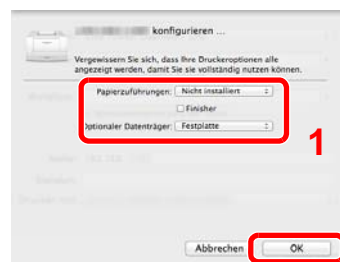 konfigurieren ...
Vergewissern Sie sich, dass Ihre Druckeroptionen alle
angezeigt werden, damit Sie sie vollständig nutzen können.
Papierzuführungen: Nicht installiert
Finisher
Optionaler Datenträger: Festplatte
1
Abbrechen OK